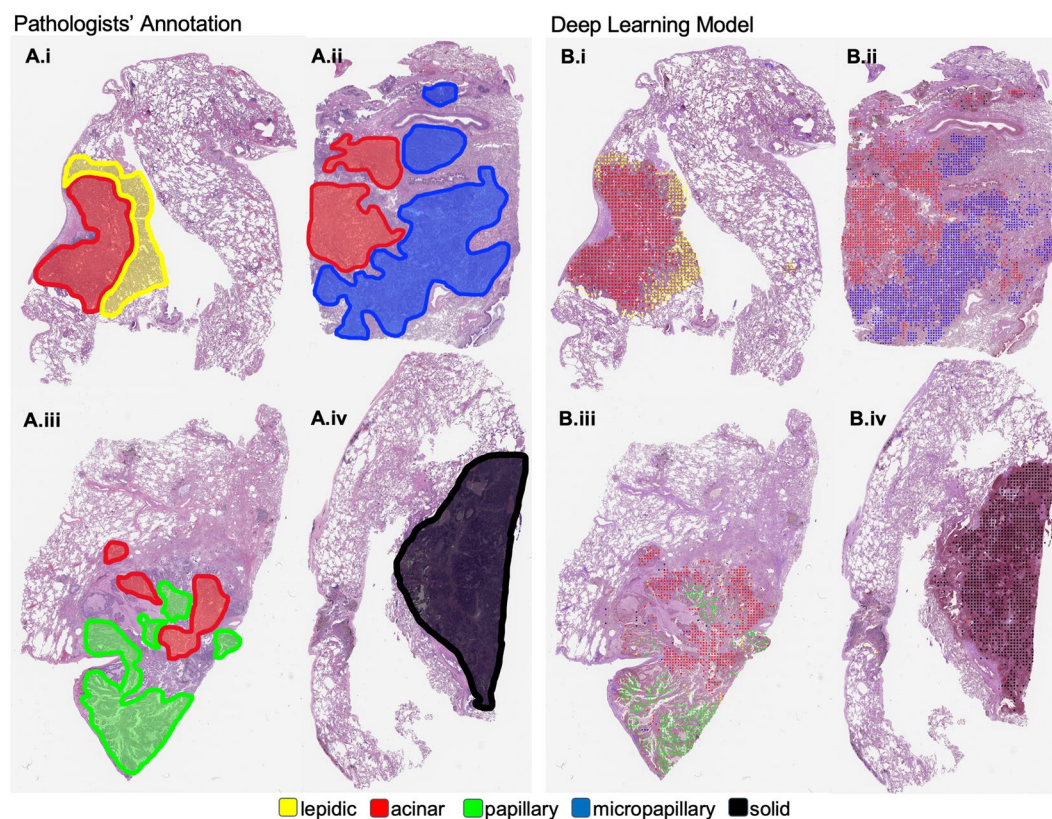 Pathologists’ Annotation
Deep Learning Model
A.i
A.ii
B.i
B.ii
A.iii
A.iv
B.iii
B.iv
lepidic acinar papillary micropapillary solid